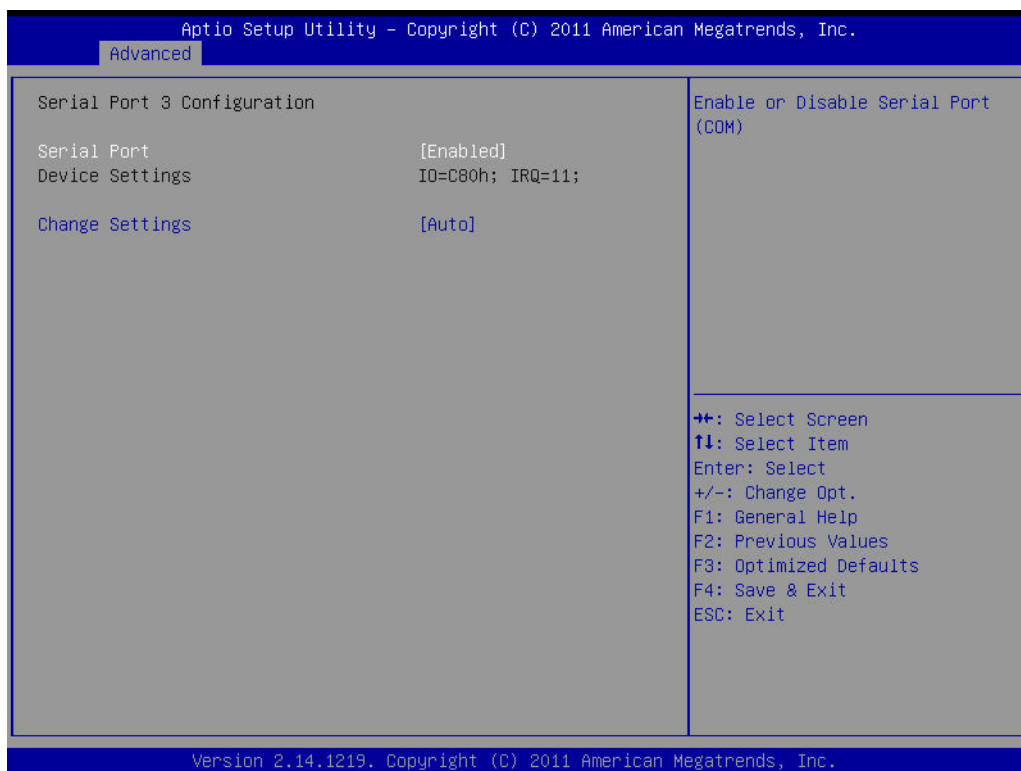 Aptio Setup Utility – Copyright (C) 2011 American Megatrends, Inc.
Advanced
Serial Port 3 Configuration
Serial Port [Enabled]
Device Settings IO=C80h; IRQ=11;
Change Settings [Auto]
Enable or Disable Serial Port
(COM)
→←: Select Screen
↑↓: Select Item
Enter: Select
+/-: Change Opt.
F1: General Help
F2: Previous Values
F3: Optimized Defaults
F4: Save & Exit
ESC: Exit
Version 2.14.1219. Copyright (C) 2011 American Megatrends, Inc.